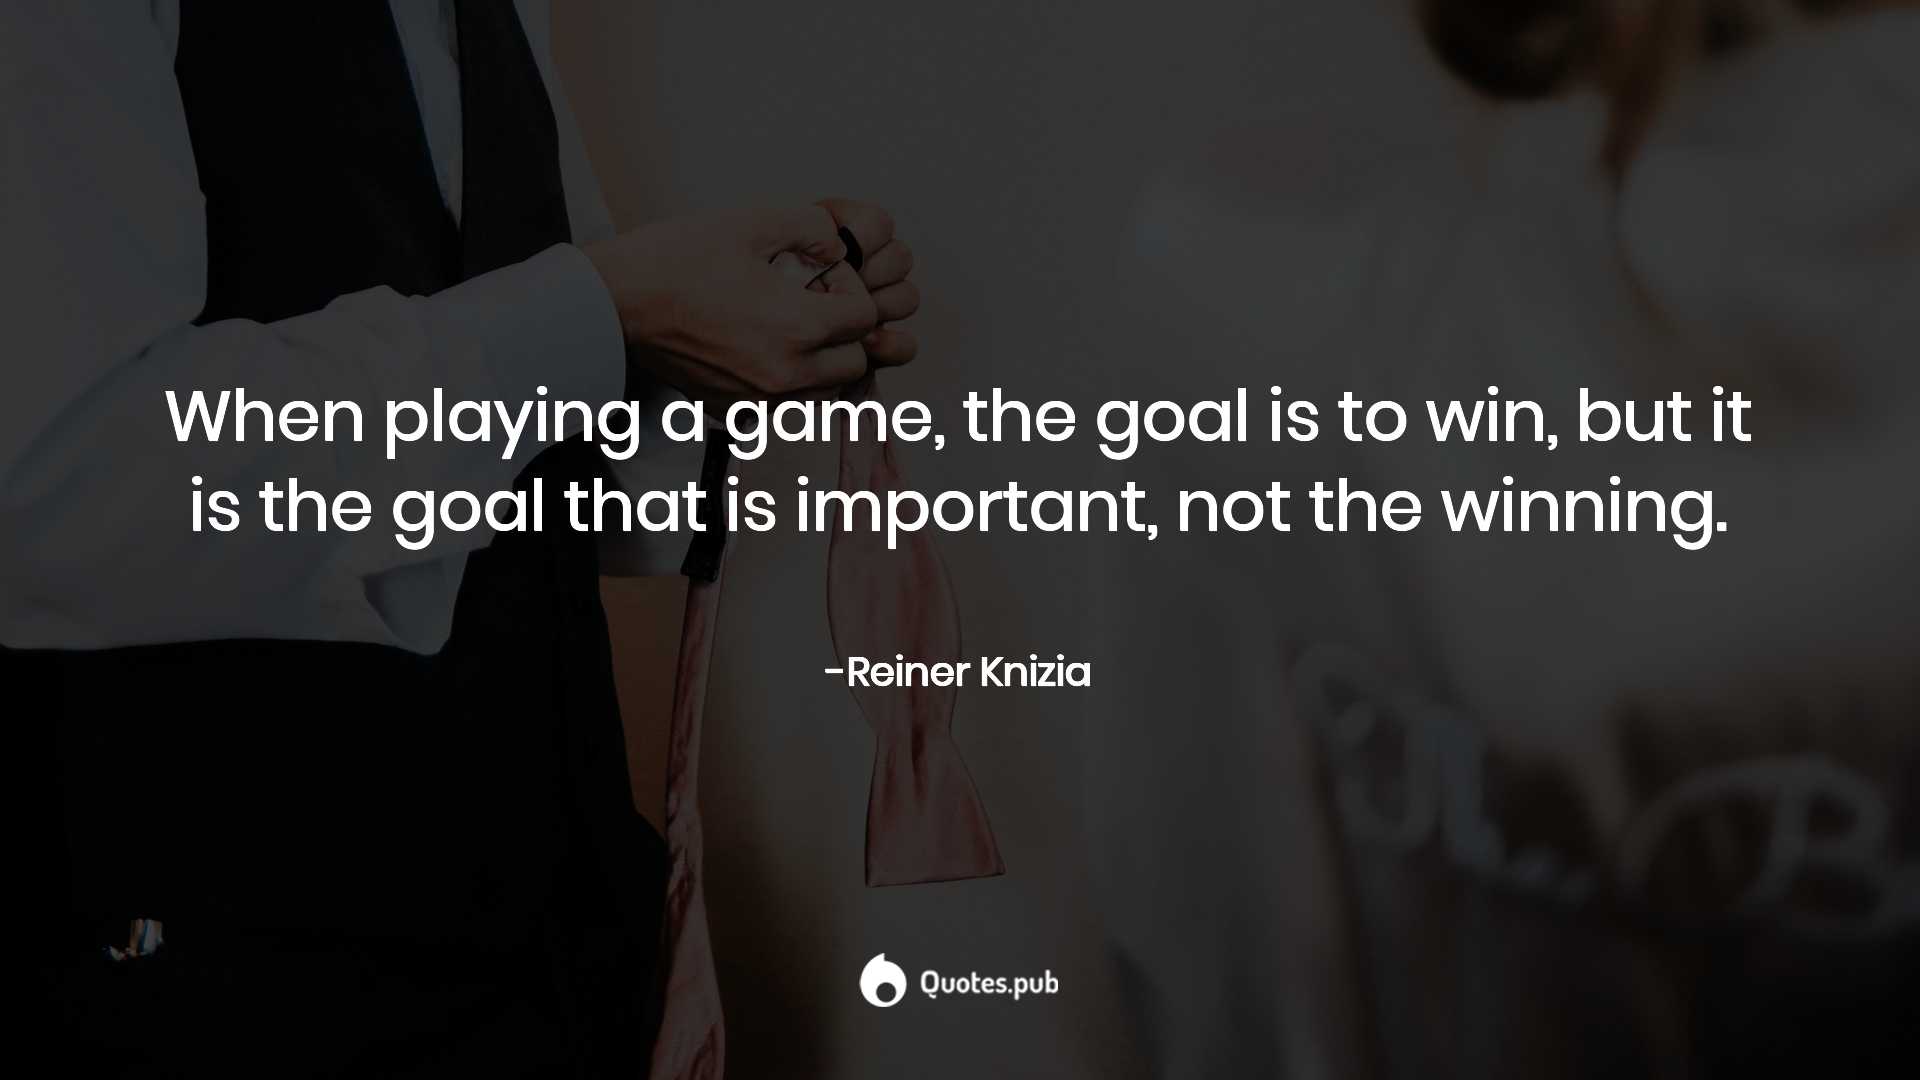 When playing a game, the goal is to win, but it
is the goal that is important, not the winning.
-Reiner Knizia
Quotes.pub